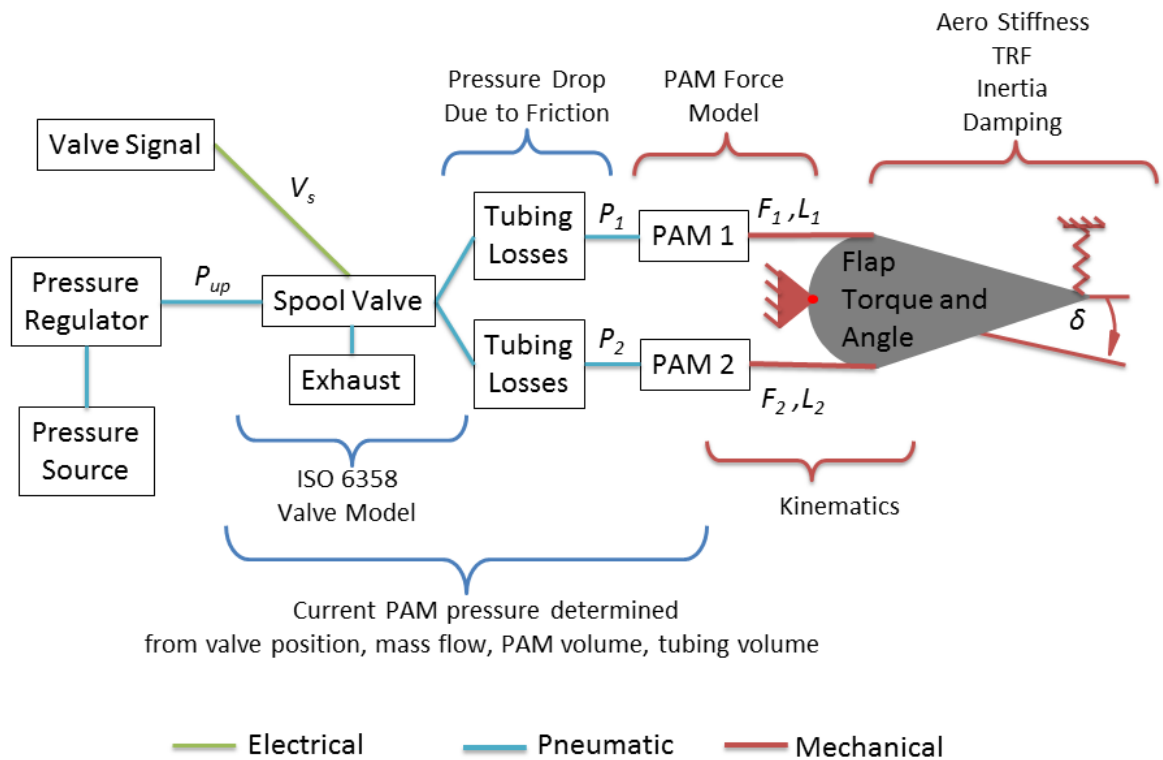 Aero Stiffness
TRF
Inertia
Damping
Pressure Drop
Due to Friction
PAM Force
Model
Valve Signal
Vs
Tubing
Losses
P1
PAM 1
F1 ,L1
Pressure
Regulator
Pup
Spool Valve
Exhaust
Flap
Torque and
Angle
δ
Tubing
Losses
P2
PAM 2
F2 ,L2
Pressure
Source
ISO 6358
Valve Model
Kinematics
Current PAM pressure determined
from valve position, mass flow, PAM volume, tubing volume
Electrical
Pneumatic
Mechanical